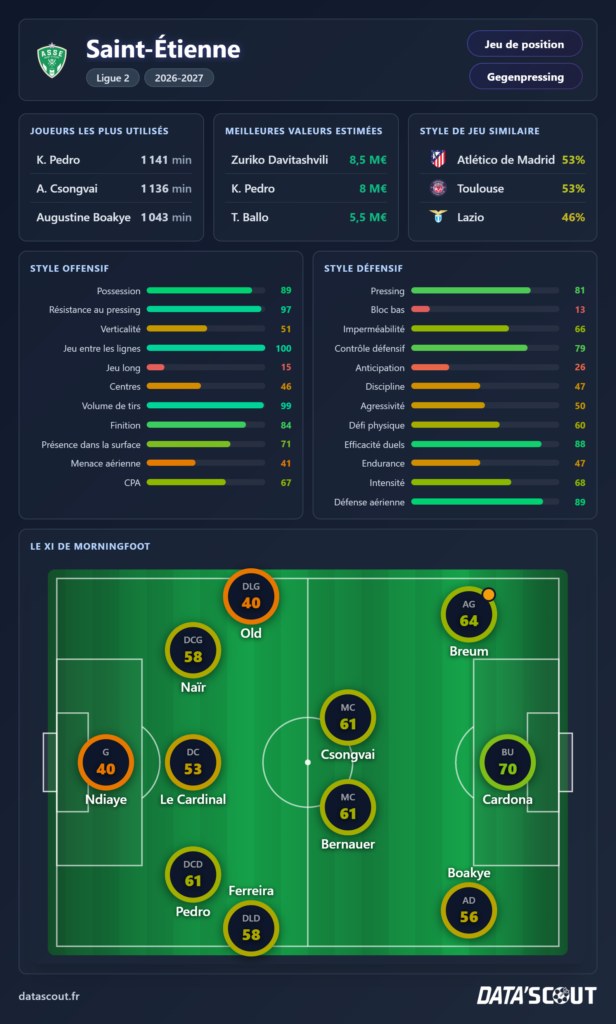 ASSE
Saint-Étienne
Ligue 2
2026-2027
Jeu de position
Gegenpressing
JOUEURS LES PLUS UTILISÉS
K. Pedro 1 141 min
A. Csongvai 1 136 min
Augustine Boakye 1 043 min
MEILLEURES VALEURS ESTIMÉES
Zuriko Davitashvili 8,5 M€
K. Pedro 8 M€
T. Ballo 5,5 M€
STYLE DE JEU SIMILAIRE
Atlético de Madrid 53%
Toulouse 53%
Lazio 46%
STYLE OFFENSIF
Possession 89
Résistance au pressing 97
Verticalité 51
Jeu entre les lignes 100
Jeu long 15
Centres 46
Volume de tirs 99
Finition 84
Présence dans la surface 71
Menace aérienne 41
CPA 67
STYLE DÉFENSIF
Pressing 81
Bloc bas 13
Imperméabilité 66
Contrôle défensif 79
Anticipation 26
Discipline 47
Agressivité 50
Défi physique 60
Efficacité duels 88
Endurance 47
Intensité 68
Défense aérienne 89
LE XI DE MORNINGFOOT
DLG
40
Old
AG
64
Breum
DCG
58
Naïr
MC
61
Csongvai
G
40
Ndiaye
DC
53
Le Cardinal
BU
70
Cardona
MC
61
Bernauer
DCD
61
Pedro
Ferreira
DLD
58
Boakye
AD
56
datascout.fr
DATA'SCOUT